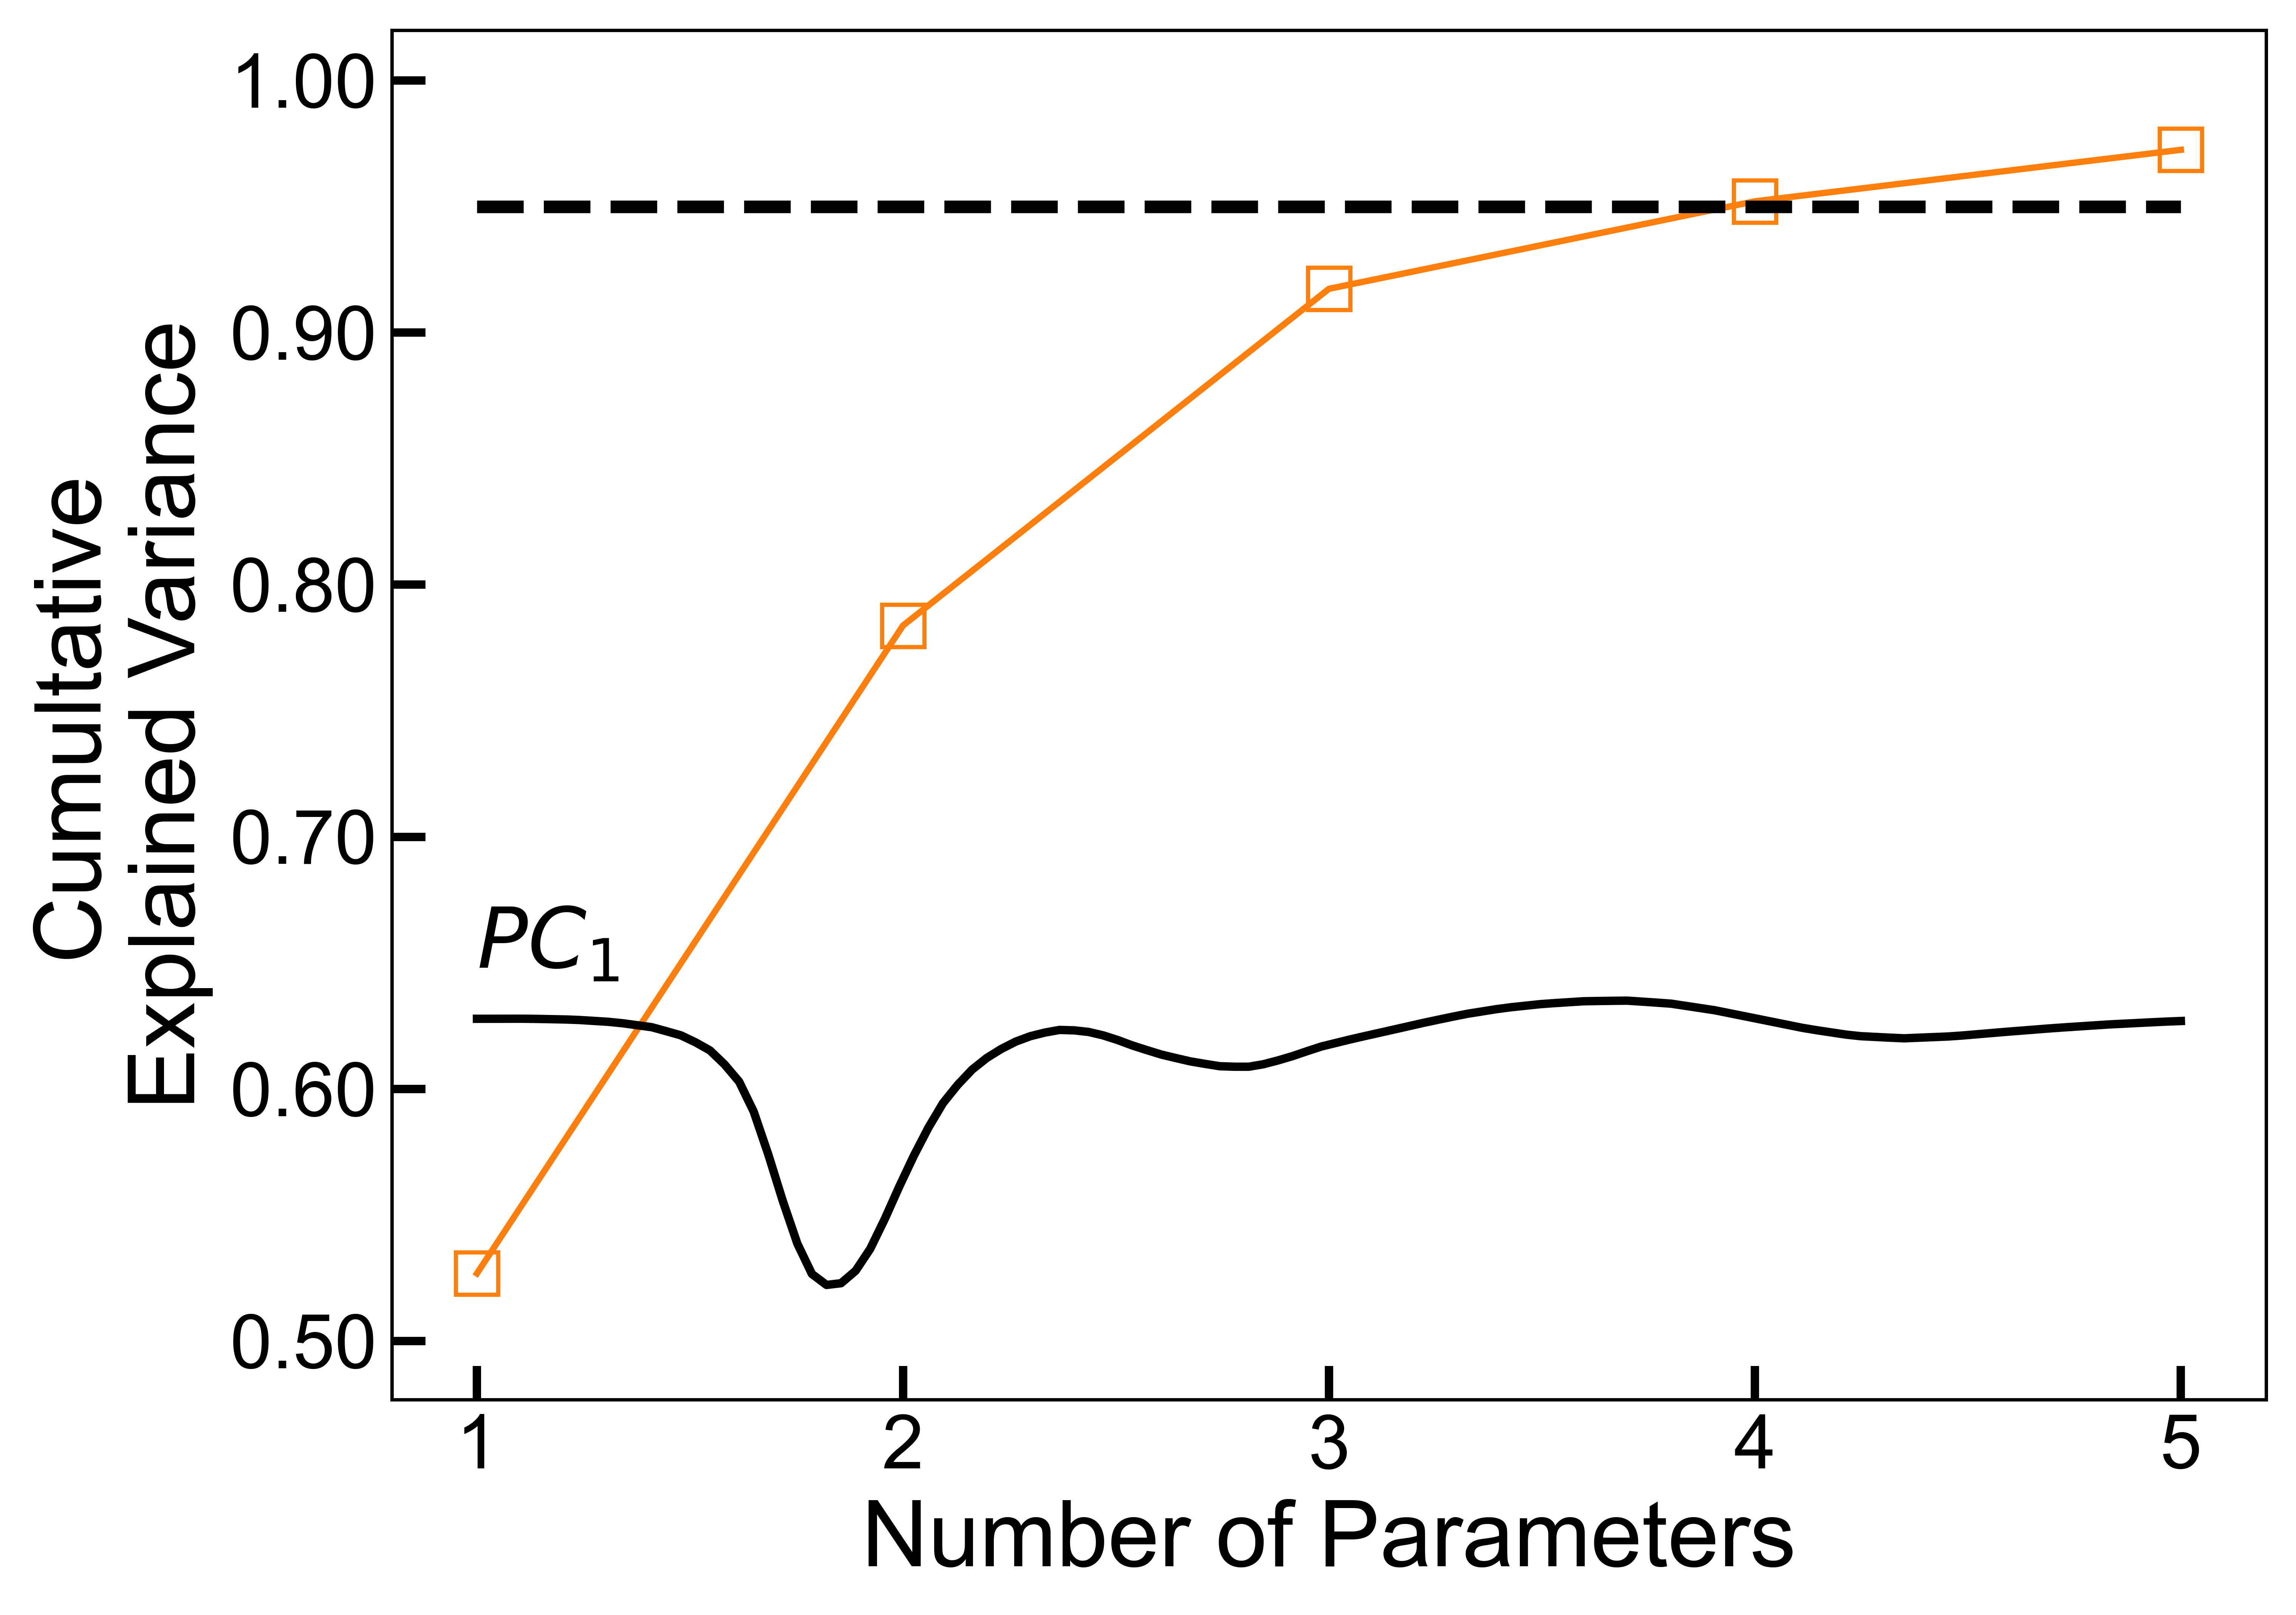 Cumultative
Explained Variance
1.00
0.90
0.80
0.70
0.60
0.50
PC₁
1 2 3 4 5
Number of Parameters